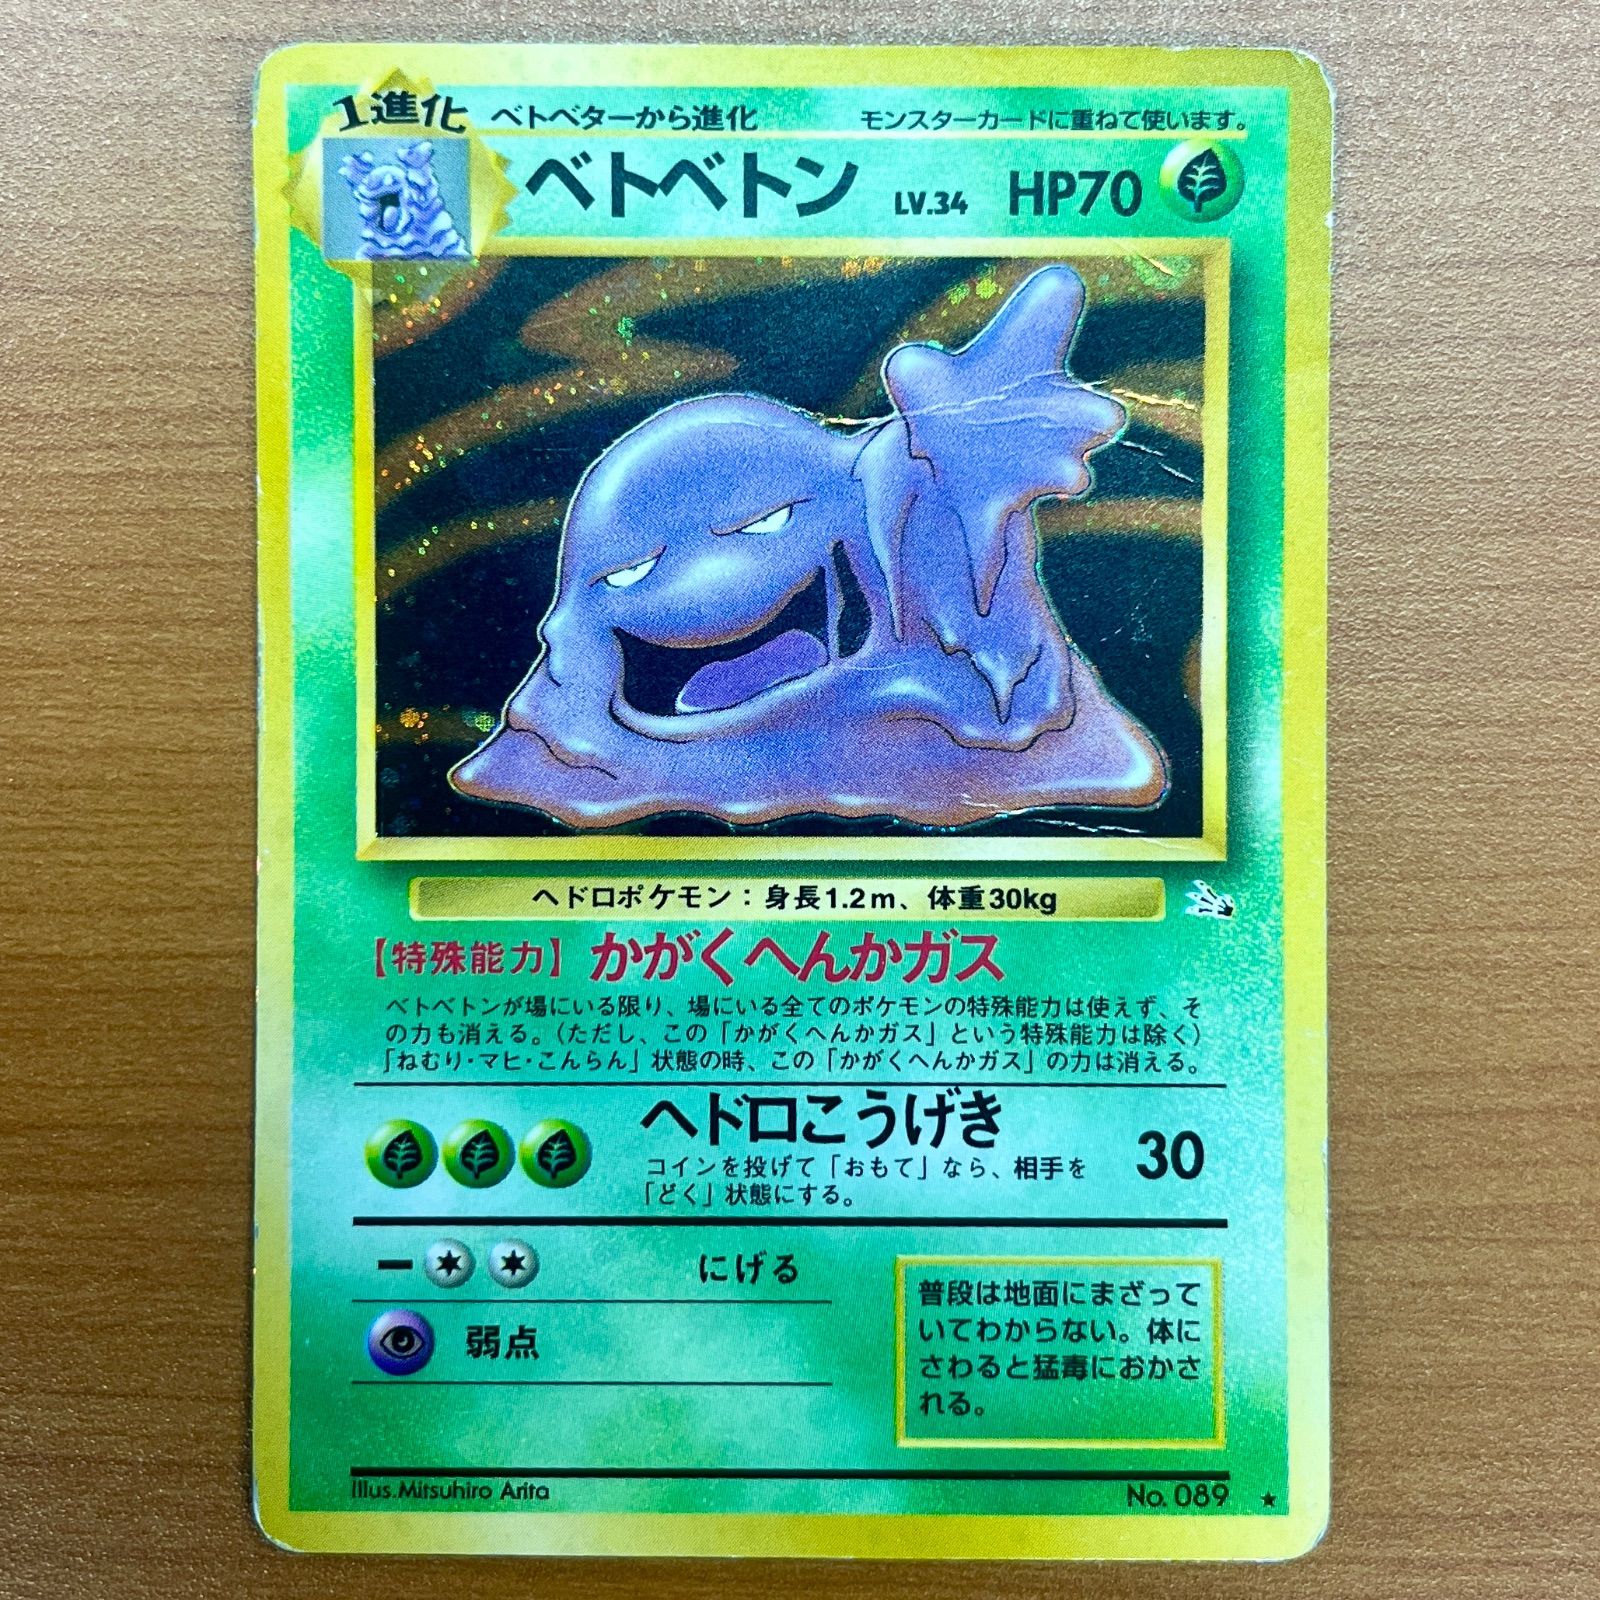 1進化 ベトベターから進化 モンスターカードに重ねて使います。
ベトベトン LV.34 HP70
ヘドロポケモン：身長1.2m、体重30kg
【特殊能力】かがくへんかガス
ベトベトンが場にいる限り、場にいる全てのポケモンの特殊能力は使えず、そ
の力も消える。（ただし、この「かがくへんかガス」という特殊能力は除く）
「ねむり・マヒ・こんらん」状態の時、この「かがくへんかガス」の力は消える。
ヘドロこうげき 30
コインを投げて「おもて」なら、相手を
「どく」状態にする。
ー にげる
弱点
普段は地面にまざって
いてわからない。体に
さわると猛毒におかさ
れる。
Illus.Mitsuhiro Arita No. 089 ★